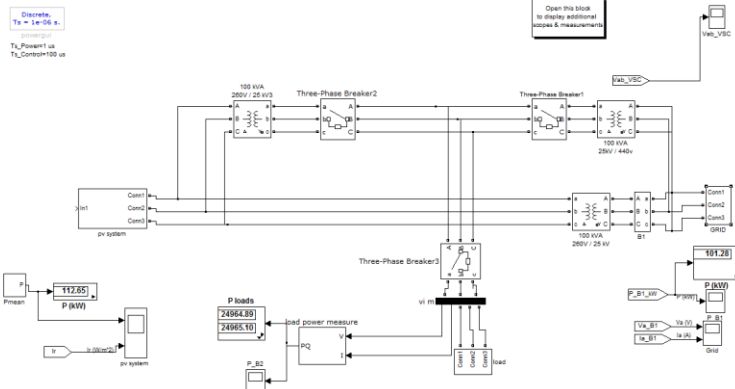 Discrete,
Ts = 1e-06 s.
powergui
Ts_Power=1 us
Ts_Control=100 us
Open this block
to display additional
scopes & measurements
Vab_VSC
Vab_VSC
100 kVA
260V / 25 kV3
Three-Phase Breaker2
Three-Phase Breaker1
A a
B b
C c
a A
b B
c C
a A
b B
c C
A a
B b
C c
100 kVA
25kV / 440v
In1
Conn1
Conn2
Conn3
pv system
a A
b B
c C
100 kVA
260V / 25 kV
A a
B b
C c
B1
Conn1
Conn2
Conn3
GRID
A B C
Three-Phase Breaker3
a b c
101.28
P (kW)
P
Pmean
112.65
P (kW)
P loads
24964.89
24965.10
load power measure
PQ
V
I
vi m
Conn1
Conn2
Conn3
load
P_B2
Ir
Ir (W/m^2)
pv system
P_B1_kW
P (kW)
P_B1
Va_B1
Va (V)
Ia_B1
Ia (A)
Grid